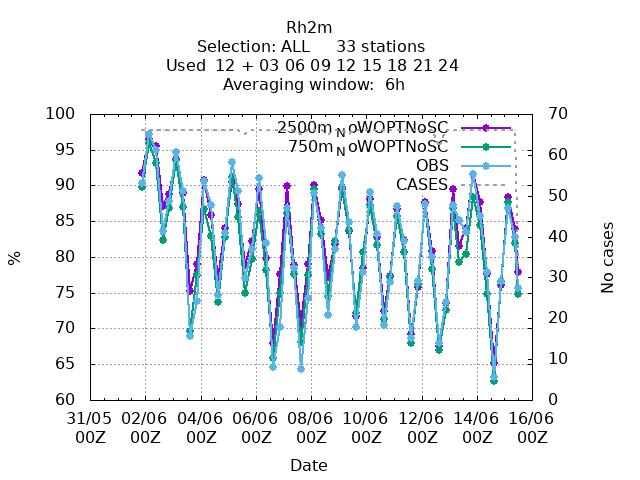 Rh2m
Selection: ALL 33 stations
Used 12 + 03 06 09 12 15 18 21 24
Averaging window: 6h
100
95
90
85
80
75
70
65
60
%
70
60
50
40
30
20
10
0
No cases
2500m NoWOPTNoSC
750m NoWOPTNoSC
OBS
CASES
31/05 02/06 04/06 06/06 08/06 10/06 12/06 14/06 16/06
00Z 00Z 00Z 00Z 00Z 00Z 00Z 00Z 00Z
Date